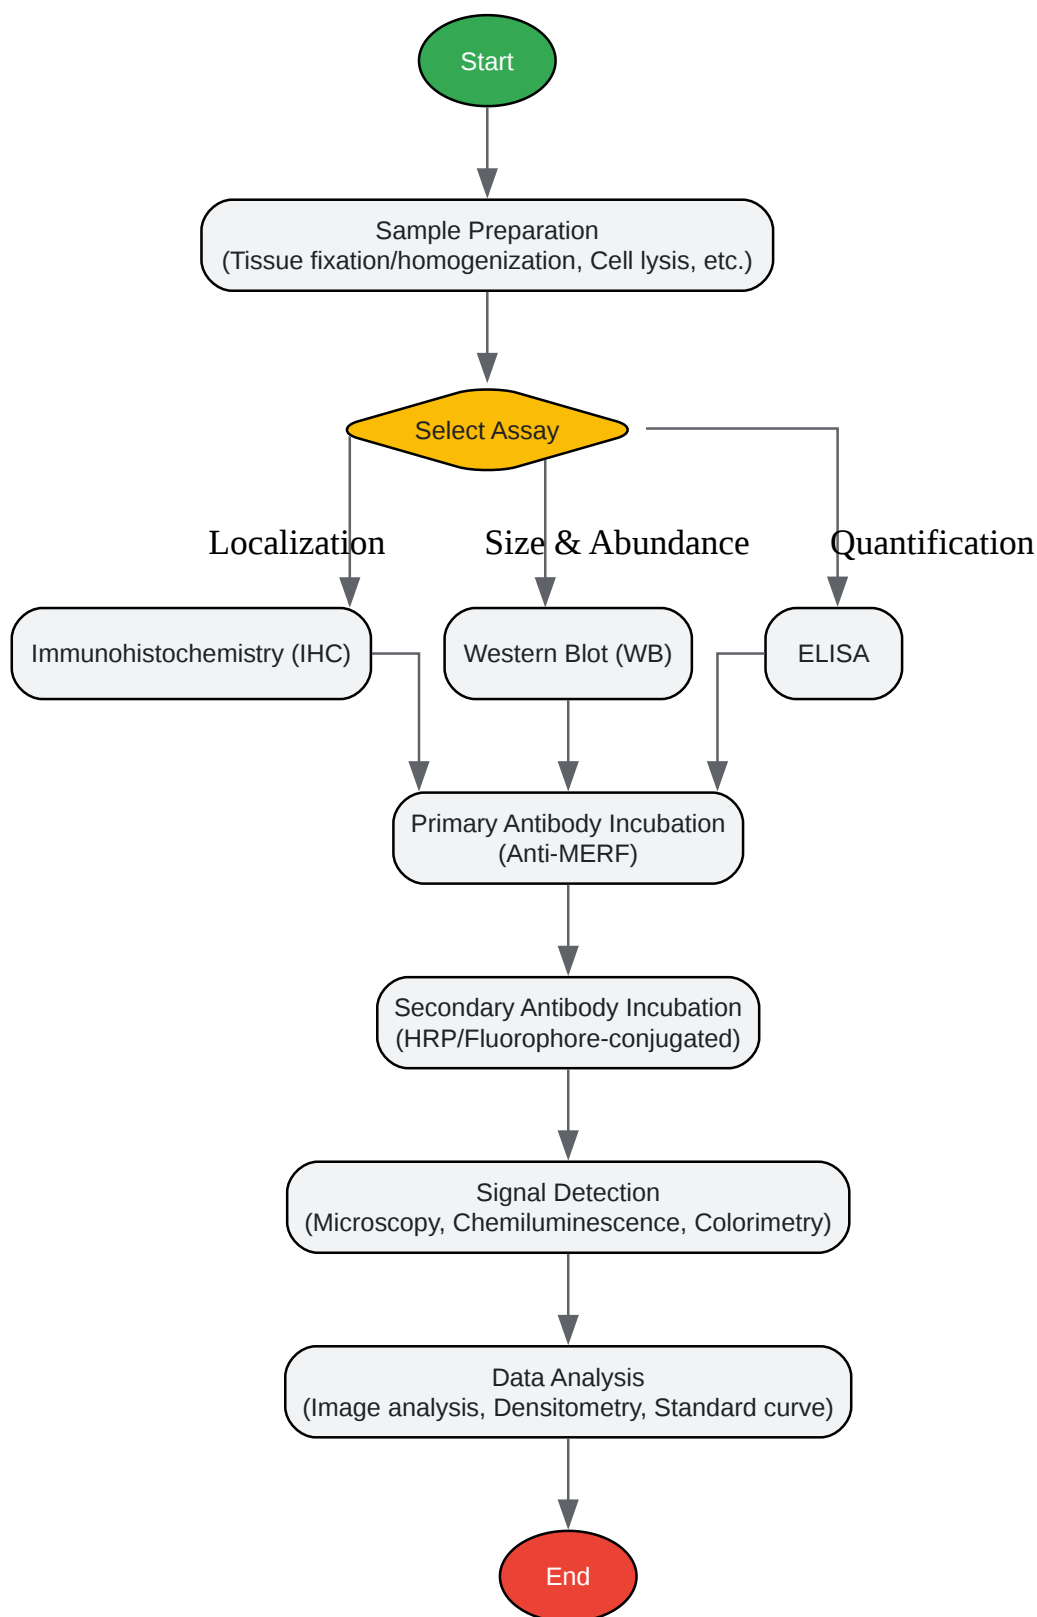 Start
Sample Preparation
(Tissue fixation/homogenization, Cell lysis, etc.)
Select Assay
Localization
Size & Abundance
Quantification
Immunohistochemistry (IHC)
Western Blot (WB)
ELISA
Primary Antibody Incubation
(Anti-MERF)
Secondary Antibody Incubation
(HRP/Fluorophore-conjugated)
Signal Detection
(Microscopy, Chemiluminescence, Colorimetry)
Data Analysis
(Image analysis, Densitometry, Standard curve)
End